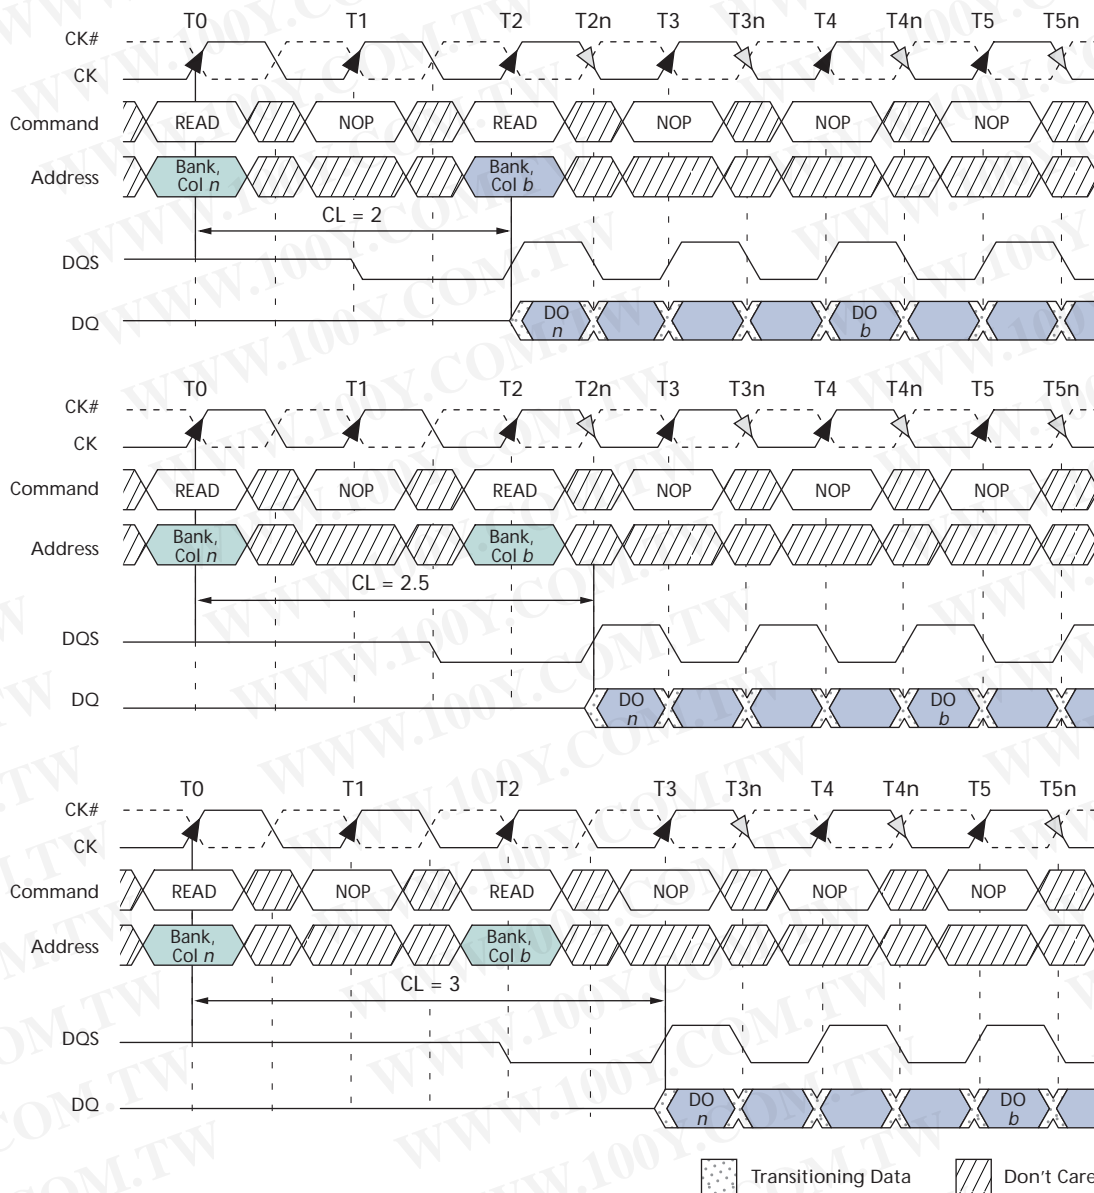 T0 T1 T2 T2n T3 T3n T4 T4n T5 T5n
CK#
CK
Command READ NOP READ NOP NOP NOP
Address Bank, Col n Bank, Col b
CL = 2
DQS
DQ DO n DO b
T0 T1 T2 T2n T3 T3n T4 T4n T5 T5n
CK#
CK
Command READ NOP READ NOP NOP NOP
Address Bank, Col n Bank, Col b
CL = 2.5
DQS
DQ DO n DO b
T0 T1 T2 T3 T3n T4 T4n T5 T5n
CK#
CK
Command READ NOP READ NOP NOP NOP
Address Bank, Col n Bank, Col b
CL = 3
DQS
DQ DO n DO b
Transitioning Data Don't Care
WWW.100Y.COM.TW